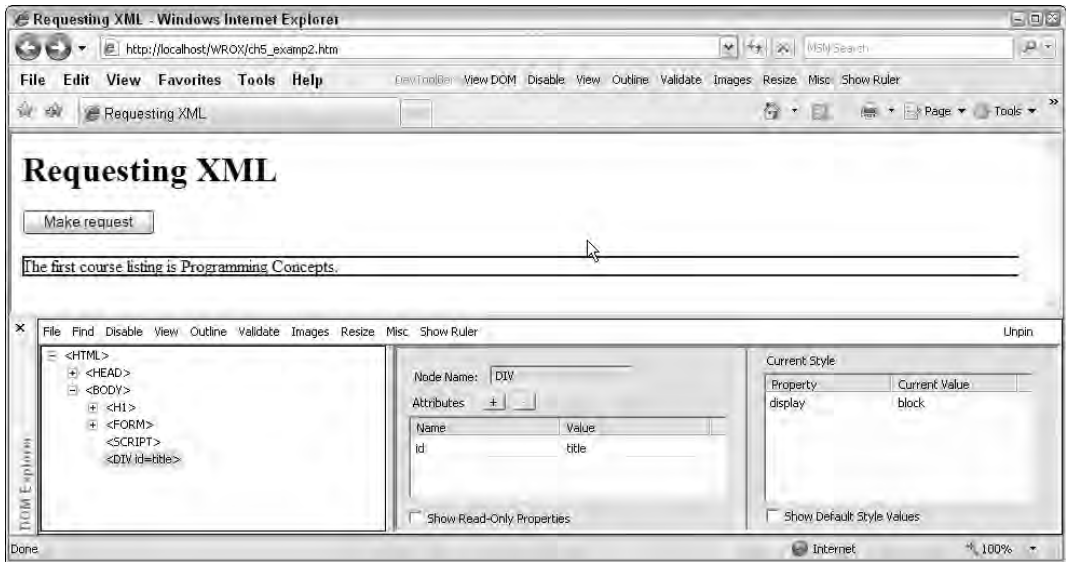 Requesting XML - Windows Internet Explorer
http://localhost/WROX/ch5_examp2.htm
File Edit View Favorites Tools Help
View DOM Disable View Outline Validate Images Resize Misc Show Ruler
Requesting XML
Page Tools »
Requesting XML
Make request
The first course listing is Programming Concepts.
× File Find Disable View Outline Validate Images Resize Misc Show Ruler Unpin
DOM Explorer
<HTML>
<HEAD>
<BODY>
<H1>
<FORM>
<SCRIPT>
<DIV id=title>
Node Name: DIV
Attributes + -
Name Value
id title
Show Read-Only Properties
Current Style
Property Current Value
display block
Show Default Style Values
Done Internet 100%